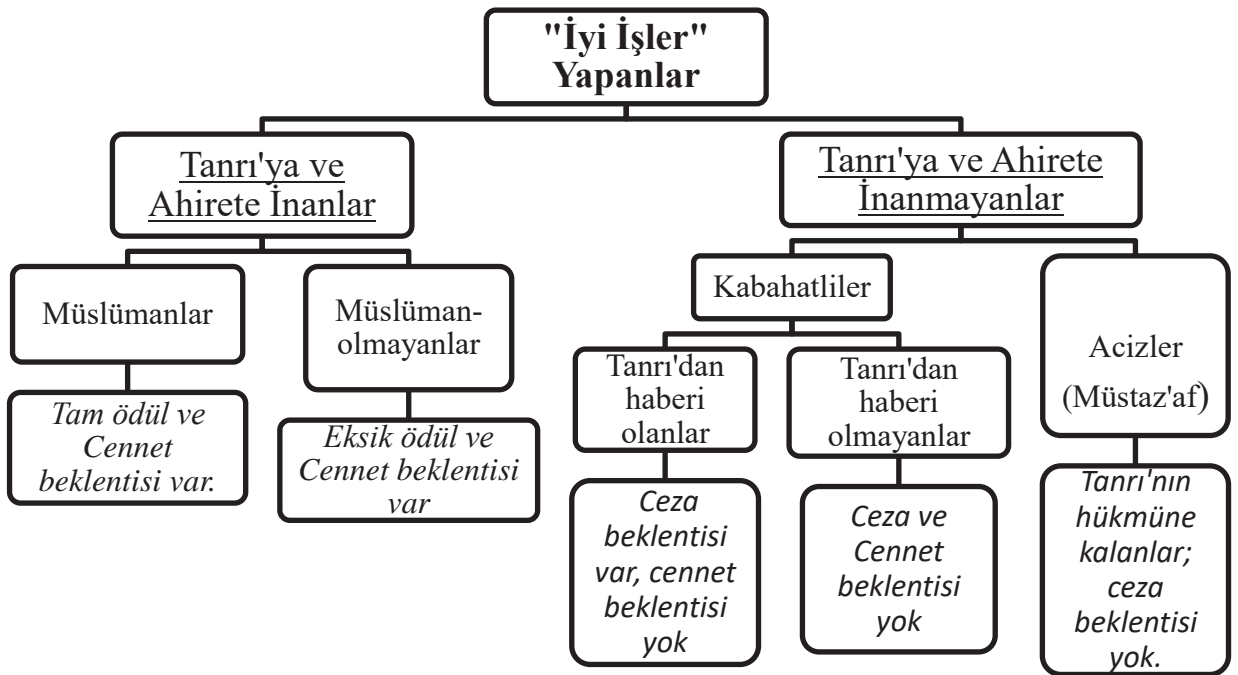 "İyi İşler"
Yapanlar
Tanrı'ya ve
Ahirete İnanlar
Tanrı'ya ve Ahirete
İnanmayanlar
Müslümanlar
Müslüman-
olmayanlar
Kabahatliler
Acizler
(Müstaz'af)
Tam ödül ve
Cennet
beklentisi var.
Eksik ödül ve
Cennet beklentisi
var
Tanrı'dan
haberi
olanlar
Tanrı'dan
haberi
olmayanlar
Ceza
beklentisi
var, cennet
beklentisi
yok
Ceza ve
Cennet
beklentisi
yok
Tanrı'nın
hükmüne
kalanlar;
ceza
beklentisi
yok.